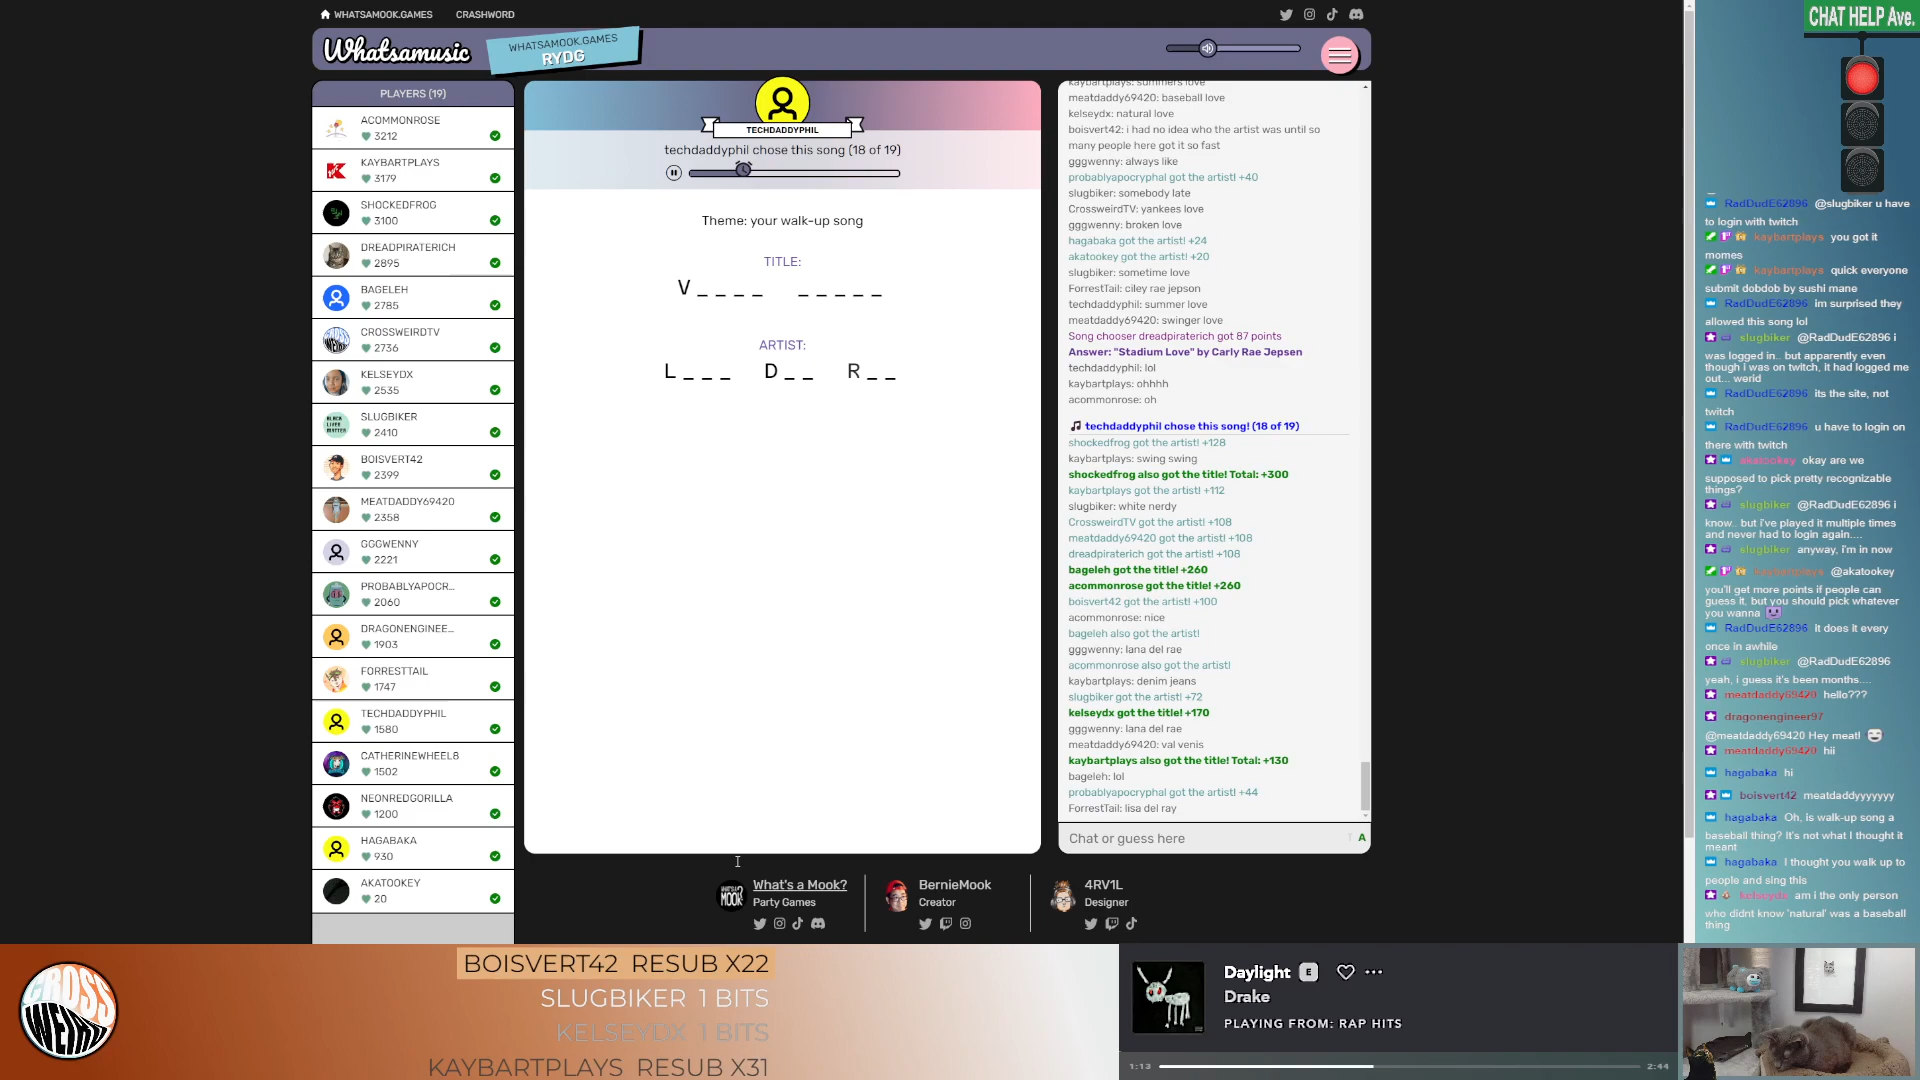 WHATSAMOOK.GAMES
CRASHWORD
Whatsamusic
WHATSAMOOK.GAMES
RYDG
PLAYERS (19)
ACOMMONROSE
3212
KAYBARTPLAYS
3179
SHOCKEDFROG
3100
DREADPIRATERICH
2895
BAGELEH
2785
CROSSWEIRDTV
2736
KELSEYDX
2535
SLUGBIKER
2410
BOISVERT42
2399
MEATDADDY69420
2358
GGGWENNY
2221
PROBABLYAPOCR...
2060
DRAGONENGINEE...
1903
FORRESTTAIL
1747
TECHDADDYPHIL
1580
CATHERINEWHEEL8
1502
NEONREDGORILLA
1200
HAGABAKA
930
AKATOOKEY
20
TECHDADDYPHIL
techdaddyphil chose this song (18 of 19)
Theme: your walk-up song
TITLE:
V _ _ _ _ _ _ _ _ _
ARTIST:
L _ _ _ D _ _ R _ _
kaybartplays: summers love
meatdaddy69420: baseball love
kelseydx: natural love
boisvert42: i had no idea who the artist was until so
many people here got it so fast
gggwenny: always like
probablyapocryphal got the artist! +40
slugbiker: somebody late
CrossweirdTV: yankees love
gggwenny: broken love
hagabaka got the artist! +24
akatookey got the artist! +20
slugbiker: sometime love
ForrestTail: ciley rae jepson
techdaddyphil: summer love
meatdaddy69420: swinger love
Song chooser dreadpiraterich got 87 points
Answer: "Stadium Love" by Carly Rae Jepsen
techdaddyphil: lol
kaybartplays: ohhhh
acommonrose: oh
techdaddyphil chose this song! (18 of 19)
shockedfrog got the artist! +128
kaybartplays: swing swing
shockedfrog also got the title! Total: +300
kaybartplays got the artist! +112
slugbiker: white nerdy
CrossweirdTV got the artist! +108
meatdaddy69420 got the artist! +108
dreadpiraterich got the artist! +108
bageleh got the title! +260
acommonrose got the title! +260
boisvert42 got the artist! +100
acommonrose: nice
bageleh also got the artist!
gggwenny: lana del rae
acommonrose also got the artist!
kaybartplays: denim jeans
slugbiker got the artist! +72
kelseydx got the title! +170
gggwenny: lana del rae
meatdaddy69420: val venis
kaybartplays also got the title! Total: +130
bageleh: lol
probablyapocryphal got the artist! +44
ForrestTail: lisa del ray
Chat or guess here
A
What's a Mook?
Party Games
BernieMook
Creator
4RV1L
Designer
CHAT HELP Ave.
RadDudE62896 @slugbiker u have
to login with twitch
kaybartplays you got it
momes
kaybartplays quick everyone
submit dobdob by sushi mane
RadDudE62896 im surprised they
allowed this song lol
slugbiker @RadDudE62896 i
was logged in.. but apparently even
though i was on twitch, it had logged me
out... werid
RadDudE62896 its the site, not
twitch
RadDudE62896 u have to login on
there with twitch
akatookey okay are we
supposed to pick pretty recognizable
things?
slugbiker @RadDudE62896 i
know.. but i've played it multiple times
and never had to login again....
slugbiker anyway, i'm in now
kaybartplays @akatookey
you'll get more points if people can
guess it, but you should pick whatever
you wanna
RadDudE62896 It does it every
once in awhile
slugbiker @RadDudE62896
yeah, i guess it's been months....
meatdaddy69420 hello???
dragonengineer97
@meatdaddy69420 Hey meat!
meatdaddy69420 hii
hagabaka hi
boisvert42 meatdaddyyyyyy
hagabaka Oh, is walk-up song a
baseball thing? It's not what I thought it
meant
hagabaka I thought you walk up to
people and sing this
kelseydx am i the only person
who didnt know 'natural' was a baseball
thing
CROSS
WEIRD
BOISVERT42 RESUB X22
SLUGBIKER 1 BITS
KELSEYDX 1 BITS
KAYBARTPLAYS RESUB X31
Daylight E
Drake
PLAYING FROM: RAP HITS
1:13
2:44